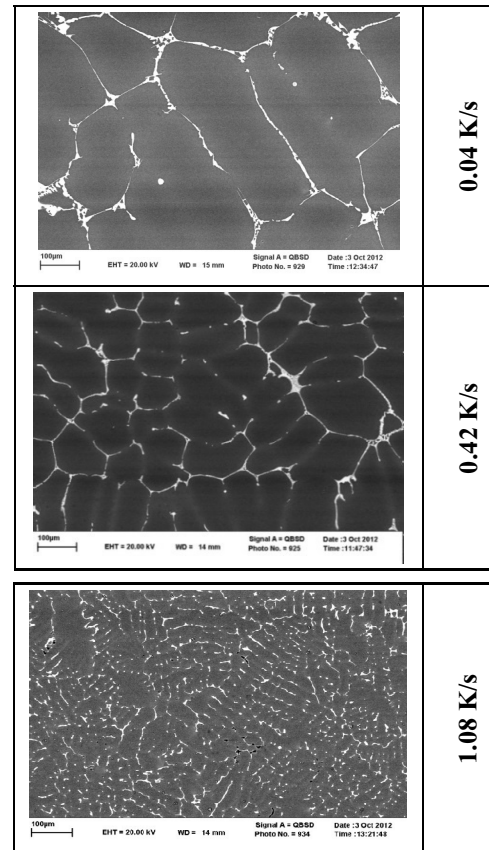 0.04 K/s
100µm
EHT = 20.00 kV
WD = 15 mm
Signal A = QBSD
Photo No. = 929
Date :3 Oct 2012
Time :12:34:47
0.42 K/s
100µm
EHT = 20.00 kV
WD = 14 mm
Signal A = QBSD
Photo No. = 925
Date :3 Oct 2012
Time :11:47:34
1.08 K/s
100µm
EHT = 20.00 kV
WD = 14 mm
Signal A = QBSD
Photo No. = 934
Date :3 Oct 2012
Time :13:21:48